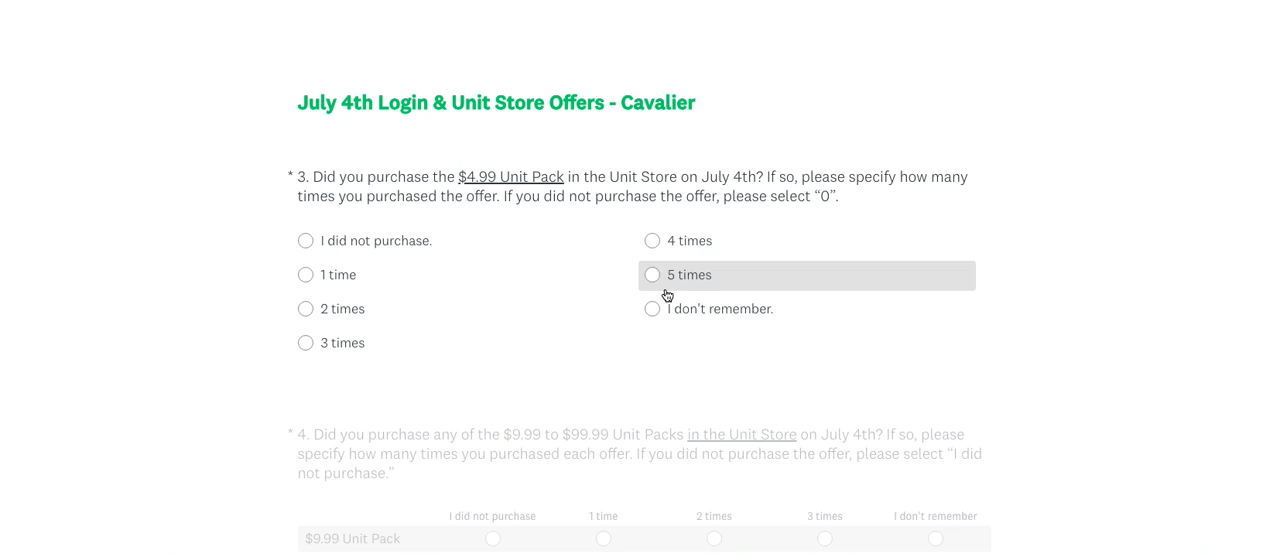 July 4th Login & Unit Store Offers - Cavalier
* 3. Did you purchase the $4.99 Unit Pack in the Unit Store on July 4th? If so, please specify how many
times you purchased the offer. If you did not purchase the offer, please select “0”.
I did not purchase.
1 time
2 times
3 times
4 times
5 times
I don't remember.
* 4. Did you purchase any of the $9.99 to $99.99 Unit Packs in the Unit Store on July 4th? If so, please
specify how many times you purchased each offer. If you did not purchase the offer, please select “I did
not purchase.”
I did not purchase 1 time 2 times 3 times I don't remember
$9.99 Unit Pack